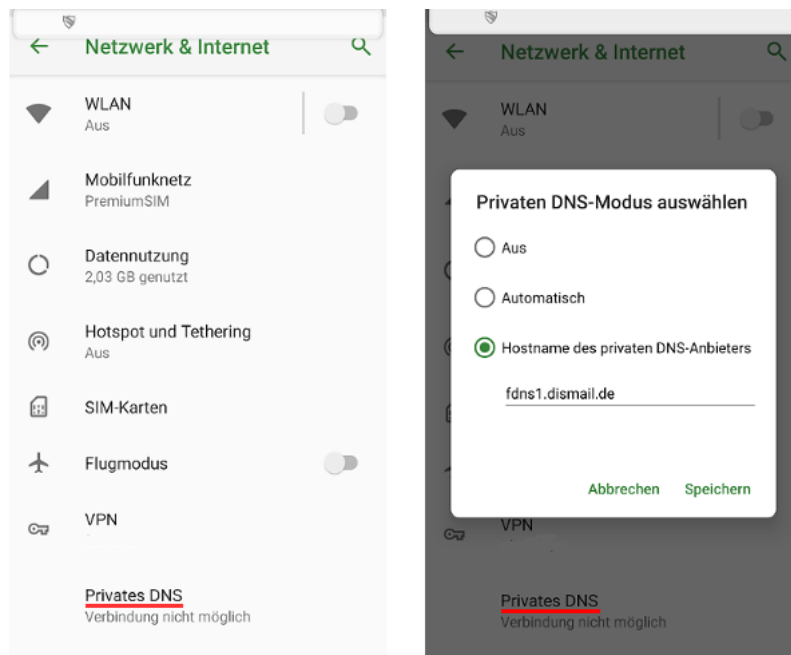 Netzwerk & Internet
WLAN
Aus
Mobilfunknetz
PremiumSIM
Datennutzung
2,03 GB genutzt
Hotspot und Tethering
Aus
SIM-Karten
Flugmodus
VPN
Privates DNS
Verbindung nicht möglich
Netzwerk & Internet
WLAN
Aus
Privaten DNS-Modus auswählen
Aus
Automatisch
Hostname des privaten DNS-Anbieters
fdns1.dismail.de
Abbrechen Speichern
VPN
Privates DNS
Verbindung nicht möglich